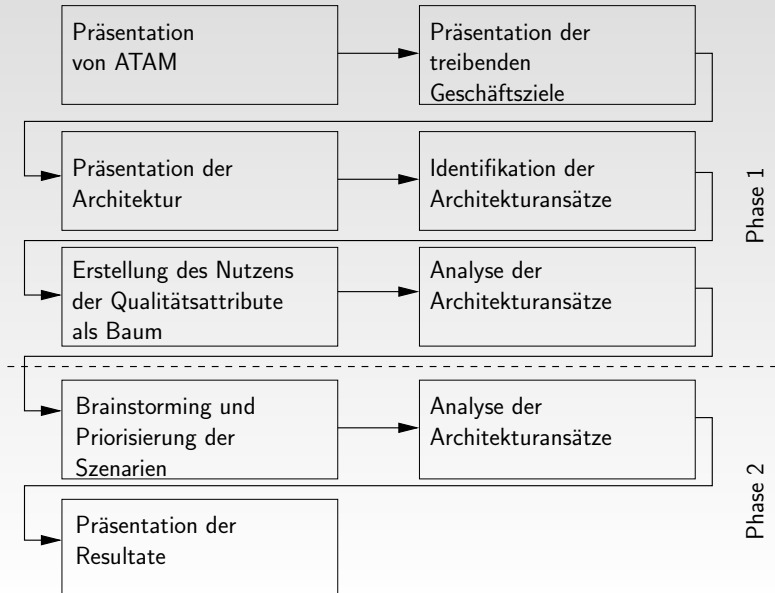 Präsentation
von ATAM
Präsentation der
treibenden
Geschäftsziele
Präsentation der
Architektur
Identifikation der
Architekturansätze
Phase 1
Erstellung des Nutzens
der Qualitätsattribute
als Baum
Analyse der
Architekturansätze
Brainstorming und
Priorisierung der
Szenarien
Analyse der
Architekturansätze
Phase 2
Präsentation der
Resultate